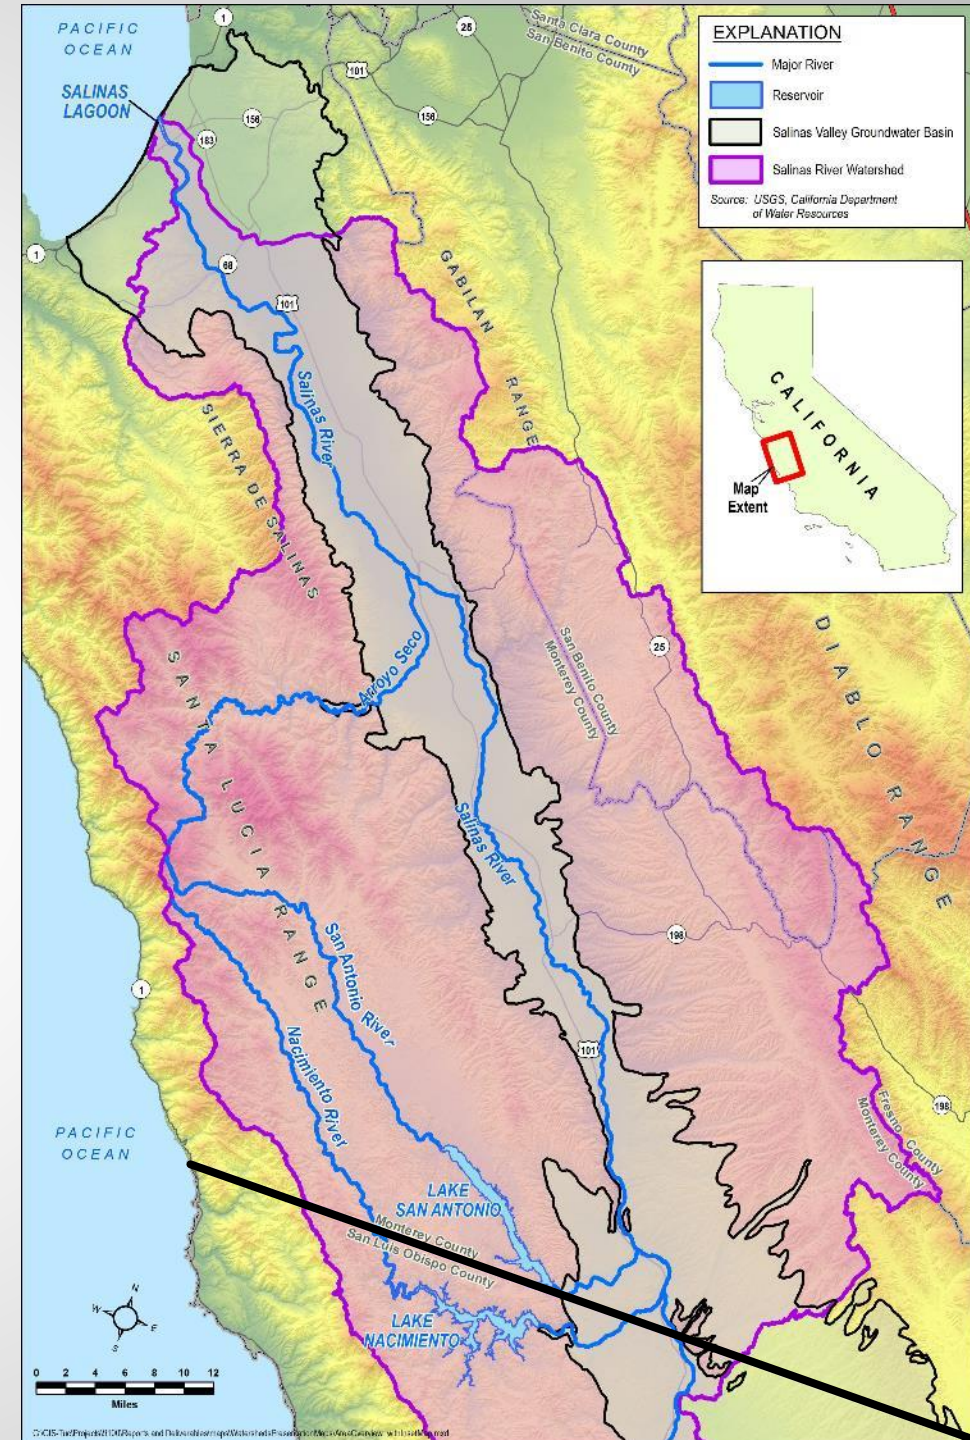 PACIFIC
OCEAN
SALINAS
LAGOON
1
25
101
156
156
183
Santa Clara County
San Benito County
EXPLANATION
Major River
Reservoir
Salinas Valley Groundwater Basin
Salinas River Watershed
Source: USGS, California Department
of Water Resources
1
68
101
GABILAN
RANGE
CALIFORNIA
Map
Extent
Salinas River
SIERRA DE SALINAS
Arroyo Seco
San Benito County
Monterey County
25
DIABLO RANGE
SANTA LUCIA RANGE
Salinas River
198
San Antonio River
Nacimiento River
1
101
198
Fresno County
Monterey County
PACIFIC
OCEAN
LAKE
SAN ANTONIO
Monterey County
San Luis Obispo County
LAKE
NACIMIENTO
N
W
E
S
0 2 4 6 8 10 12
Miles